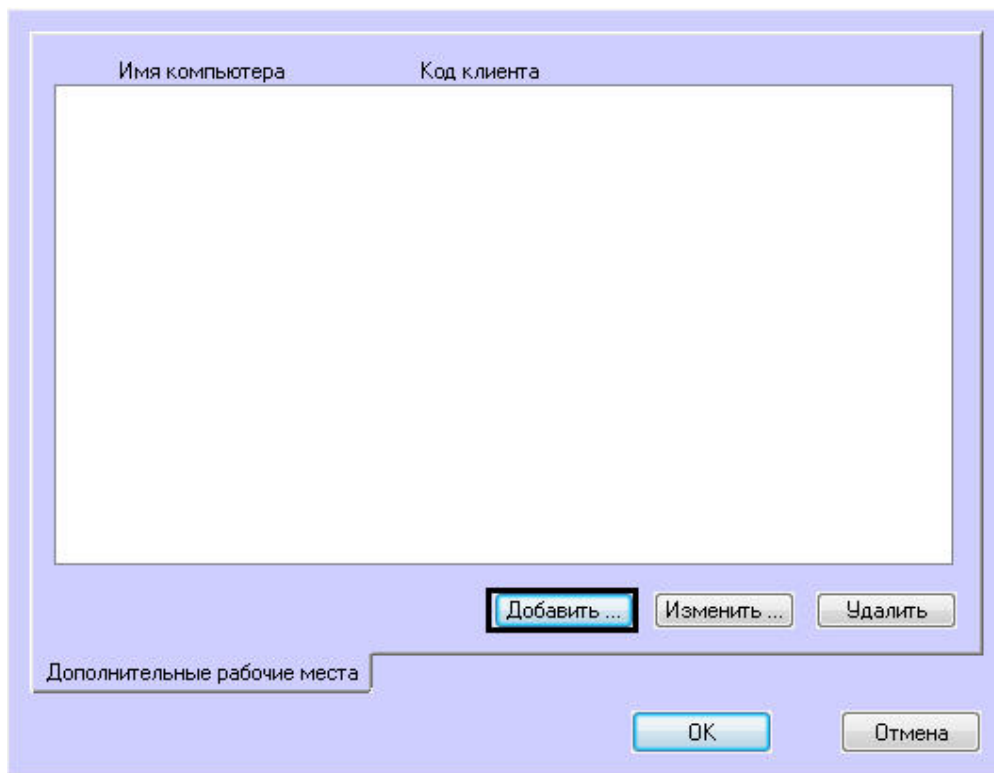 Имя компьютера Код клиента
Добавить ... Изменить ... Удалить
Дополнительные рабочие места
OK Отмена